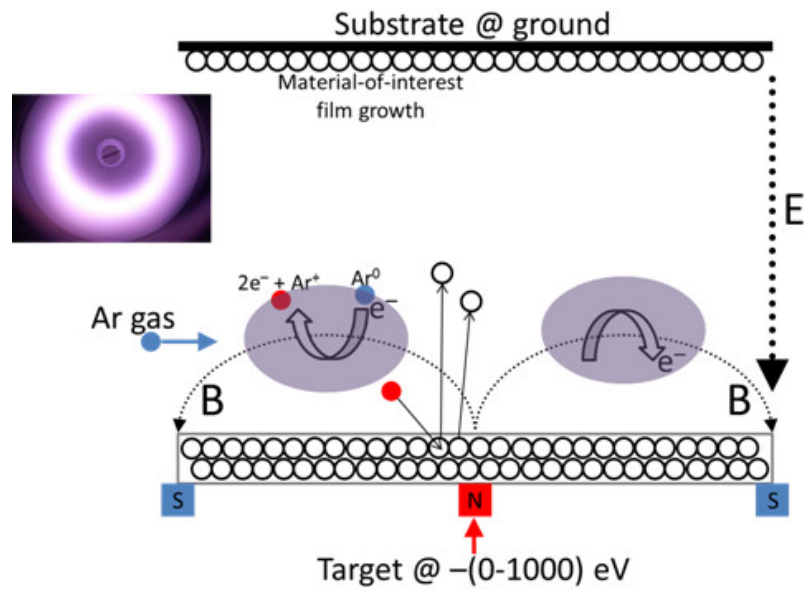 Substrate @ ground
Material-of-interest
film growth
E
2e⁻ + Ar⁺
Ar⁰
e⁻
Ar gas
e⁻
B
B
S
N
S
Target @ –(0-1000) eV